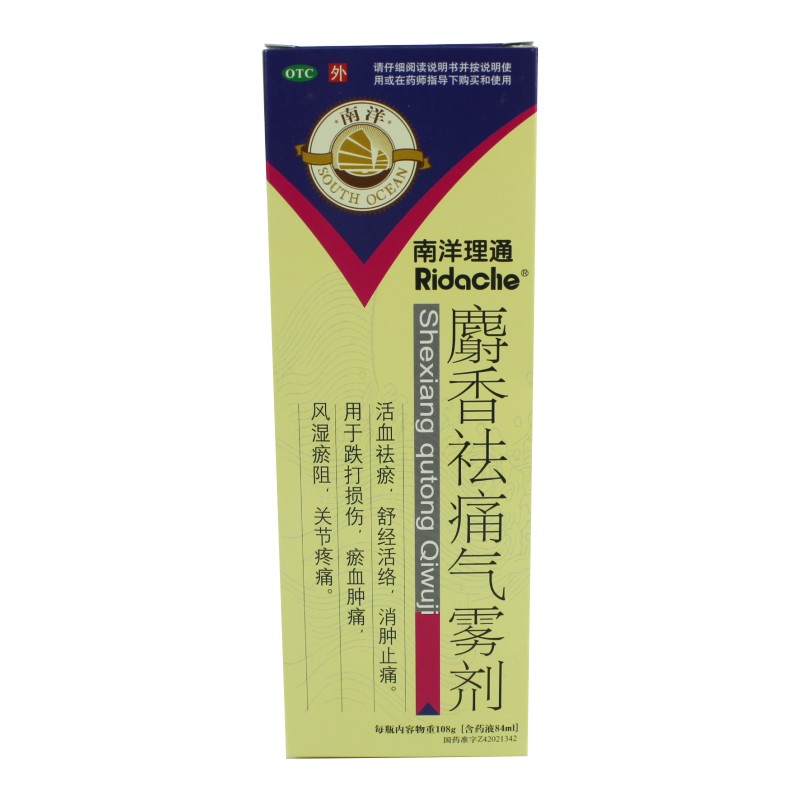 OTC
外
请仔细阅读说明书并按说明使
用或在药师指导下购买和使用
·南洋·
SOUTH OCEAN
南洋理通
Ridache®
麝香祛痛气雾剂
Shexiang qutong Qiwuji
活血祛瘀，舒经活络，消肿止痛。
用于跌打损伤，瘀血肿痛，
风湿瘀阻，关节疼痛。
每瓶内容物重108g [含药液84ml]
国药准字Z42021342